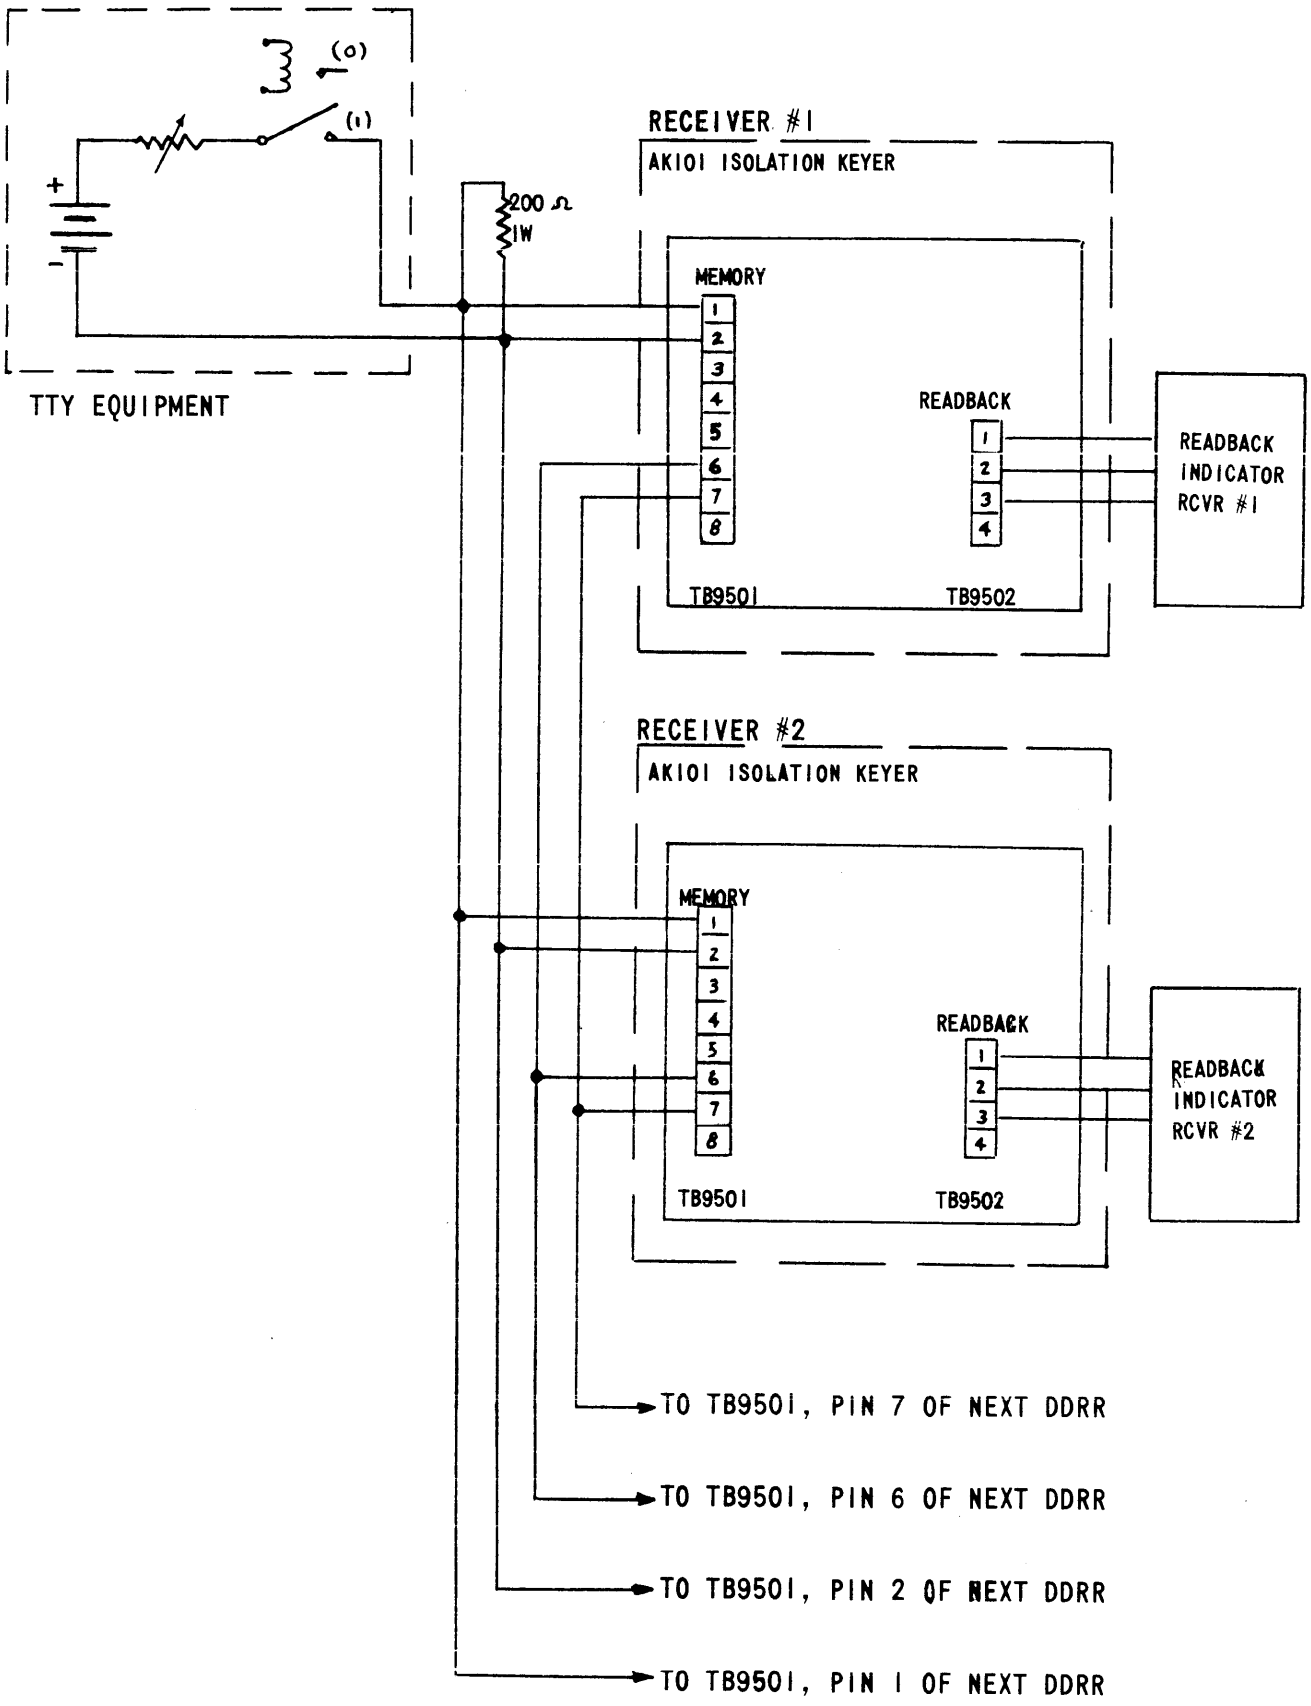 (0)
(1)
+
-
TTY EQUIPMENT
200 Ω
1W
RECEIVER #1
AK101 ISOLATION KEYER
MEMORY
1
2
3
4
5
6
7
8
TB9501
READBACK
1
2
3
4
TB9502
READBACK
INDICATOR
RCVR #1
RECEIVER #2
AK101 ISOLATION KEYER
MEMORY
1
2
3
4
5
6
7
8
TB9501
READBACK
1
2
3
4
TB9502
READBACK
INDICATOR
RCVR #2
TO TB9501, PIN 7 OF NEXT DDRR
TO TB9501, PIN 6 OF NEXT DDRR
TO TB9501, PIN 2 OF NEXT DDRR
TO TB9501, PIN 1 OF NEXT DDRR